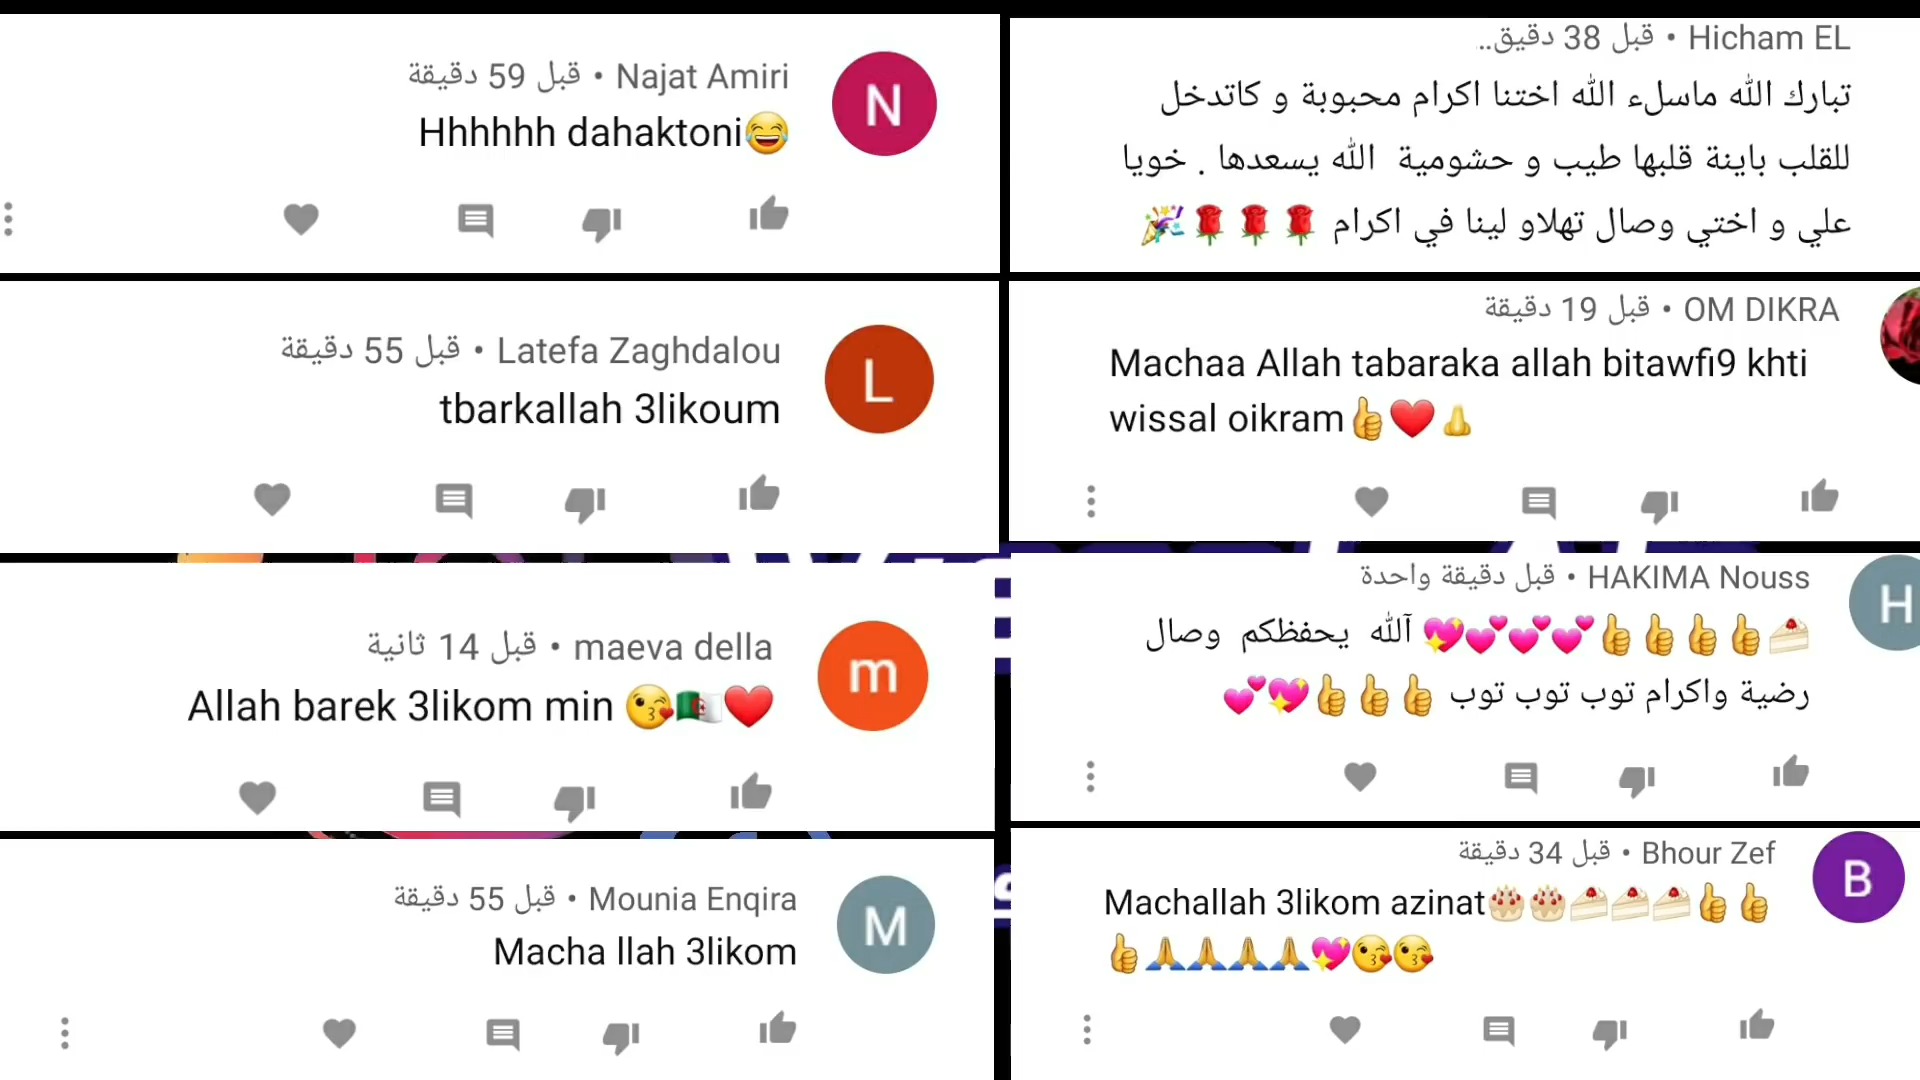 Najat Amiri • قبل 59 دقيقة
Hhhhhh dahaktoni😂
N
Latefa Zaghdalou • قبل 55 دقيقة
tbarkallah 3likoum
L
maeva della • قبل 14 ثانية
Allah barek 3likom min 😘🇩🇿❤️
m
Mounia Enqira • قبل 55 دقيقة
Macha llah 3likom
M
Hicham EL • قبل 38 دقيق..
تبارك الله ماسلء الله اختنا اكرام محبوبة و كاتدخل
للقلب باينة قلبها طيب و حشومية الله يسعدها . خويا
علي و اختي وصال تهلاو لينا في اكرام 🌹🌹🌹🎉
OM DIKRA • قبل 19 دقيقة
Machaa Allah tabaraka allah bitawfi9 khti
wissal oikram👍❤️👃
HAKIMA Nouss • قبل دقيقة واحدة
🍰👍👍👍👍💕💕💕💖 آلله يحفظكم وصال
رضية واكرام توب توب توب 👍👍👍💖💕
H
Bhour Zef • قبل 34 دقيقة
Machallah 3likom azinat🎂🎂🍰🍰🍰👍👍
👍🙏🙏🙏🙏💖😘😘
B